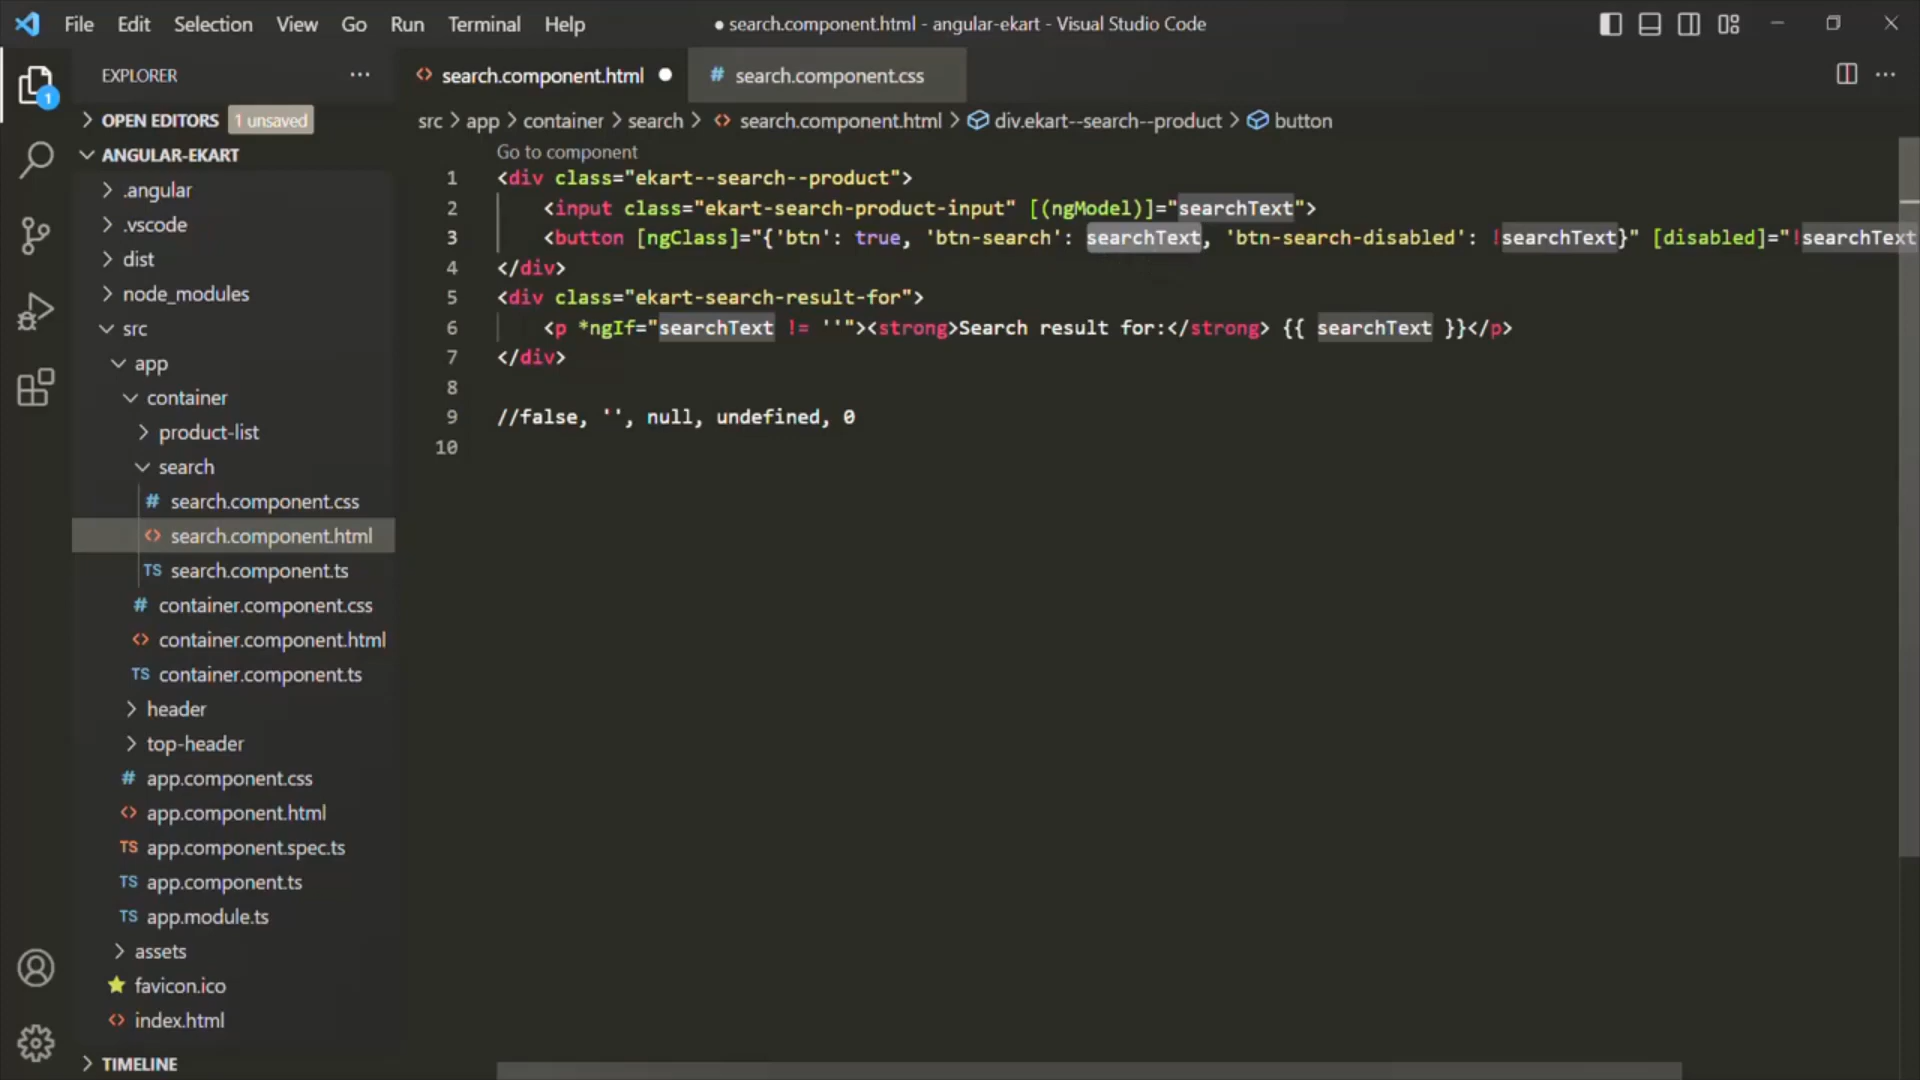 File Edit Selection View Go Run Terminal Help
● search.component.html - angular-ekart - Visual Studio Code
EXPLORER
OPEN EDITORS 1 unsaved
ANGULAR-EKART
.angular
.vscode
dist
node_modules
src
app
container
product-list
search
# search.component.css
<> search.component.html
TS search.component.ts
# container.component.css
<> container.component.html
TS container.component.ts
header
top-header
# app.component.css
<> app.component.html
TS app.component.spec.ts
TS app.component.ts
TS app.module.ts
assets
favicon.ico
<> index.html
TIMELINE
1
<> search.component.html ●
# search.component.css
src > app > container > search > <> search.component.html > div.ekart--search--product > button
Go to component
1 <div class="ekart--search--product">
2 <input class="ekart-search-product-input" [(ngModel)]="searchText">
3 <button [ngClass]="{'btn': true, 'btn-search': searchText, 'btn-search-disabled': !searchText}" [disabled]="!searchText
4 </div>
5 <div class="ekart-search-result-for">
6 <p *ngIf="searchText != ''"><strong>Search result for:</strong> {{ searchText }}</p>
7 </div>
8
9 //false, '', null, undefined, 0
10